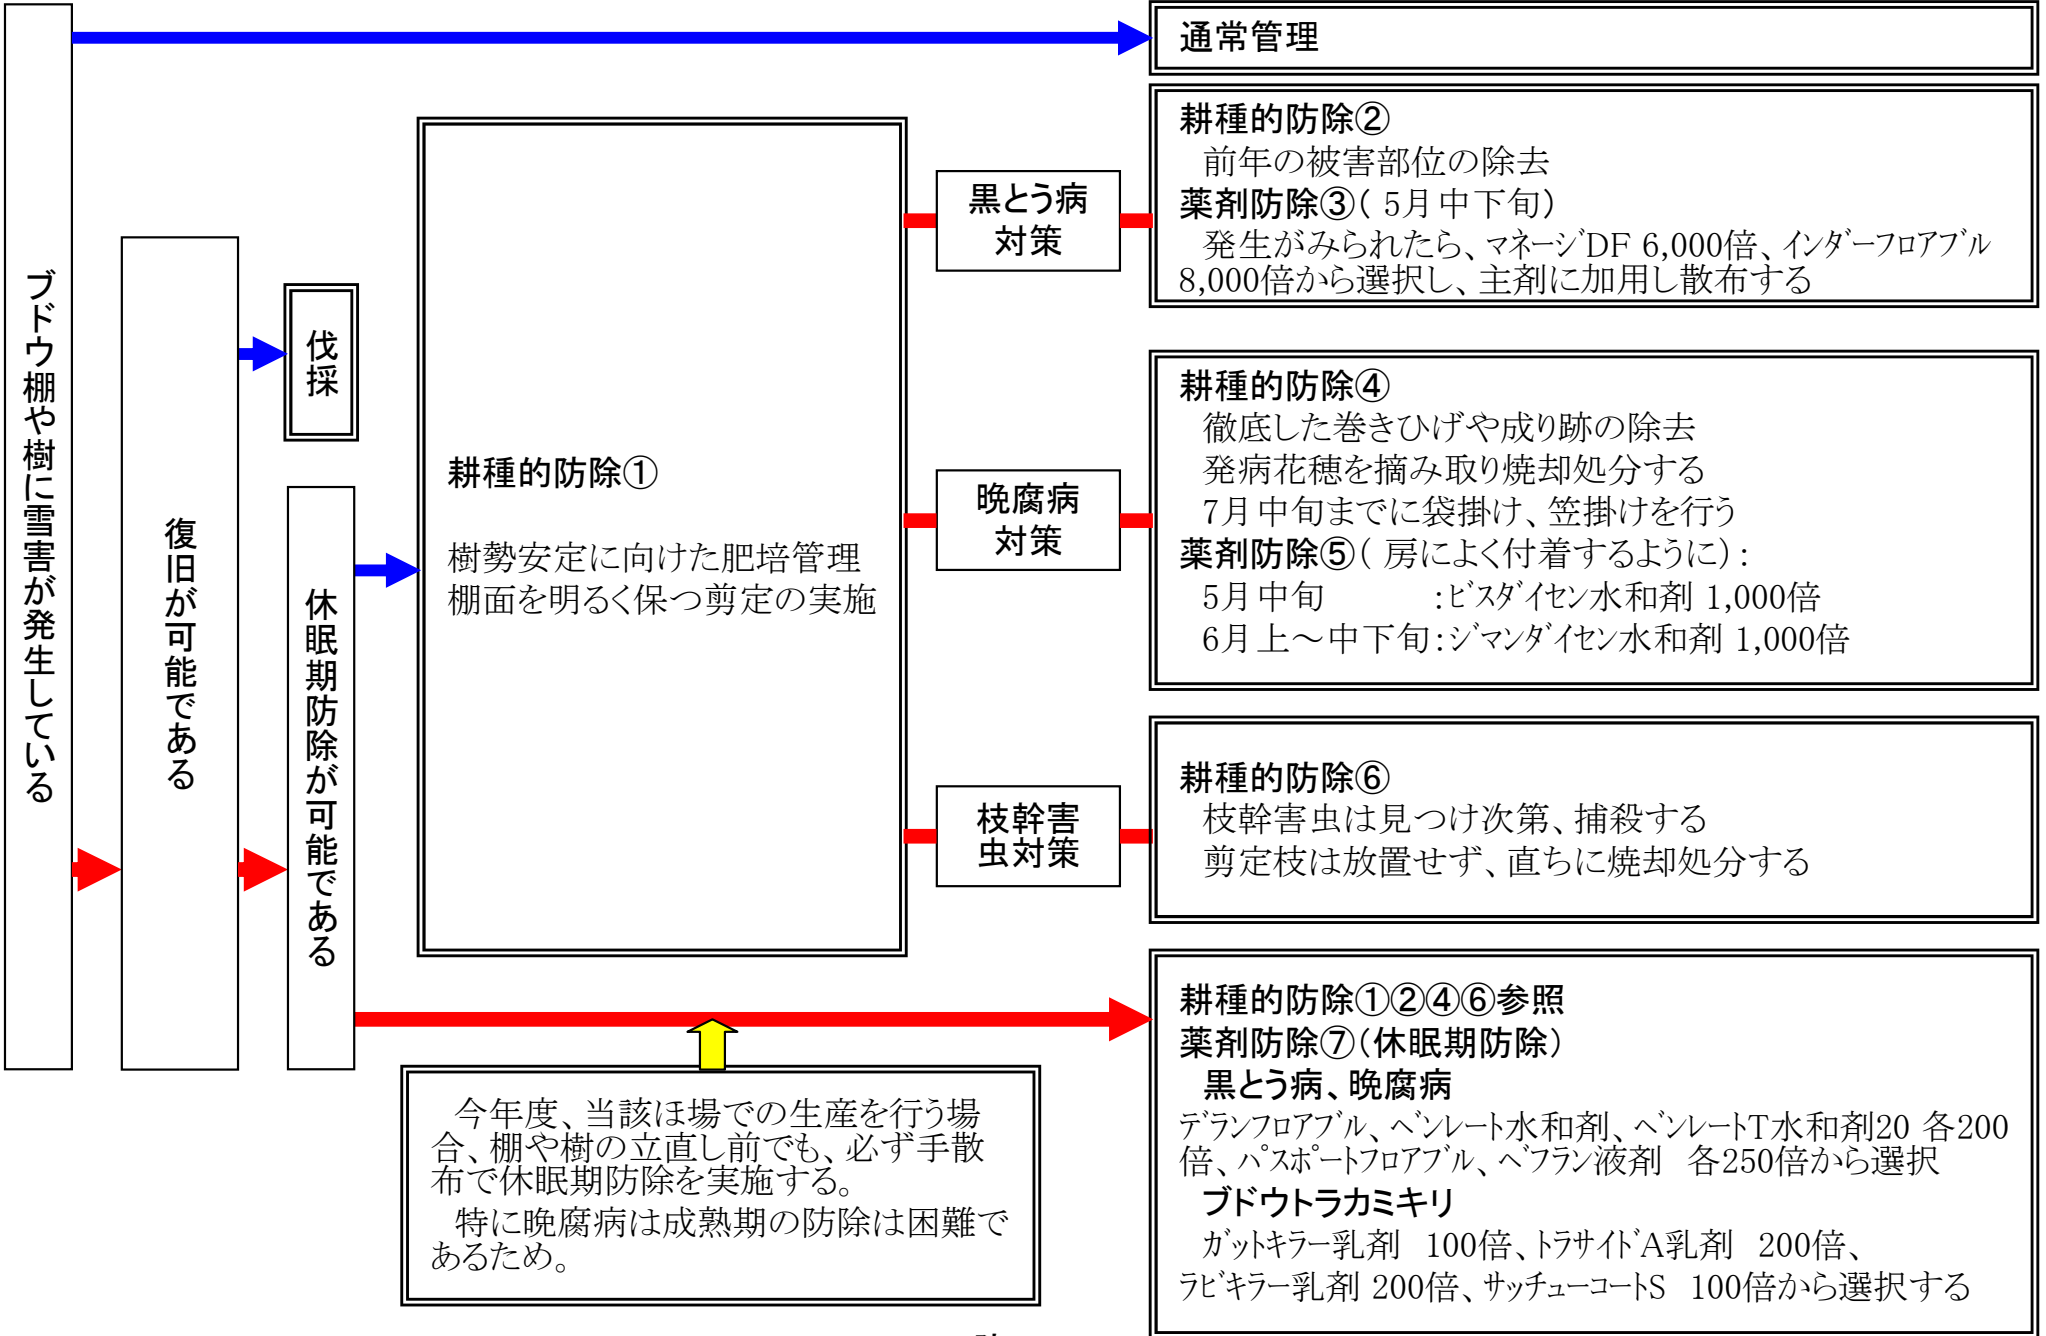 ブドウ棚や樹に雪害が発生している
復旧が可能である
伐採
休眠期防除が可能である
耕種的防除①
樹勢安定に向けた肥培管理
棚面を明るく保つ剪定の実施
黒とう病
対策
晩腐病
対策
枝幹害
虫対策
通常管理
耕種的防除②
前年の被害部位の除去
薬剤防除③( 5月中下旬)
発生がみられたら、マネージDF 6,000倍、インダーフロアブル
8,000倍から選択し、主剤に加用し散布する
耕種的防除④
徹底した巻きひげや成り跡の除去
発病花穂を摘み取り焼却処分する
7月中旬までに袋掛け、笠掛けを行う
薬剤防除⑤( 房によく付着するように):
5月中旬 :ビスダイセン水和剤 1,000倍
6月上～中下旬:ジマンダイセン水和剤 1,000倍
耕種的防除⑥
枝幹害虫は見つけ次第、捕殺する
剪定枝は放置せず、直ちに焼却処分する
耕種的防除①②④⑥参照
薬剤防除⑦(休眠期防除)
黒とう病、晩腐病
デランフロアブル、ベンレート水和剤、ベンレートT水和剤20 各200
倍、パスポートフロアブル、ベフラン液剤 各250倍から選択
ブドウトラカミキリ
ガットキラー乳剤 100倍、トラサイドA乳剤 200倍、
ラビキラー乳剤 200倍、サッチューコートS 100倍から選択する
今年度、当該ほ場での生産を行う場
合、棚や樹の立直し前でも、必ず手散
布で休眠期防除を実施する。
特に晩腐病は成熟期の防除は困難で
あるため。